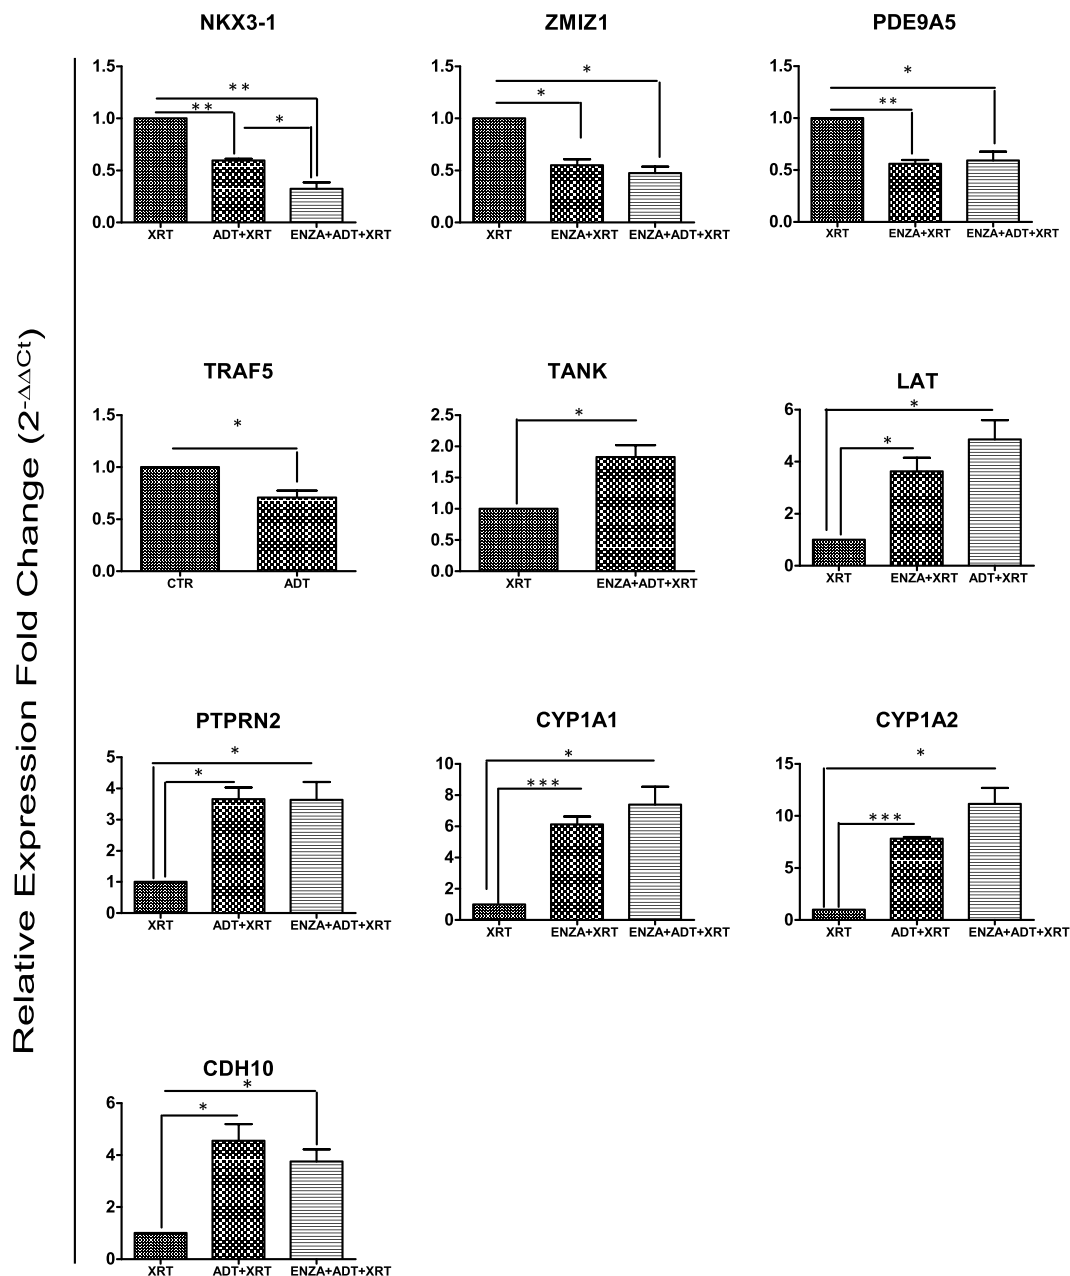 NKX3-1
ZMIZ1
PDE9A5
1.5
1.0
0.5
0.0
**
**
*
XRT
ADT+XRT
ENZA+ADT+XRT
1.5
1.0
0.5
0.0
*
*
XRT
ENZA+XRT
ENZA+ADT+XRT
1.5
1.0
0.5
0.0
*
**
XRT
ENZA+XRT
ENZA+ADT+XRT
Relative Expression Fold Change (2-ΔΔCt)
TRAF5
1.5
1.0
0.5
0.0
*
CTR
ADT
TANK
2.5
2.0
1.5
1.0
0.5
0.0
*
XRT
ENZA+ADT+XRT
LAT
6
4
2
0
*
*
XRT
ENZA+XRT
ADT+XRT
PTPRN2
5
4
3
2
1
0
*
*
XRT
ADT+XRT
ENZA+ADT+XRT
CYP1A1
10
8
6
4
2
0
*
***
XRT
ENZA+XRT
ENZA+ADT+XRT
CYP1A2
15
10
5
0
*
***
XRT
ADT+XRT
ENZA+ADT+XRT
CDH10
6
4
2
0
*
*
XRT
ADT+XRT
ENZA+ADT+XRT